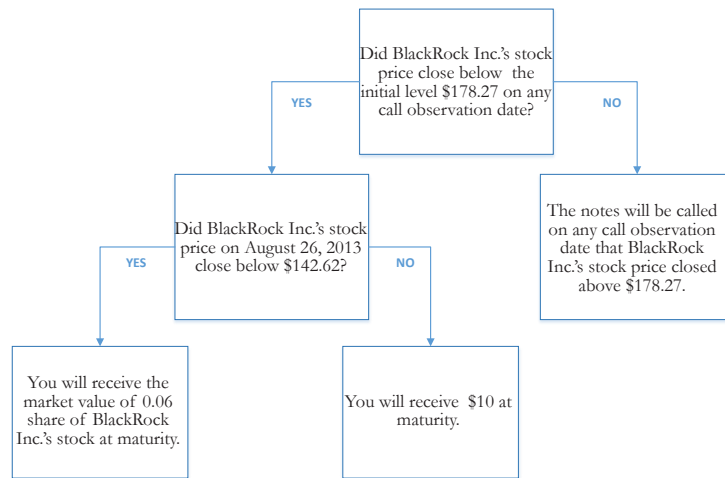 Did BlackRock Inc.'s stock
price close below the
initial level $178.27 on any
call observation date?
YES
NO
Did BlackRock Inc.'s stock
price on August 26, 2013
close below $142.62?
The notes will be called
on any call observation
date that BlackRock
Inc.'s stock price closed
above $178.27.
YES
NO
You will receive the
market value of 0.06
share of BlackRock
Inc.'s stock at maturity.
You will receive $10 at
maturity.